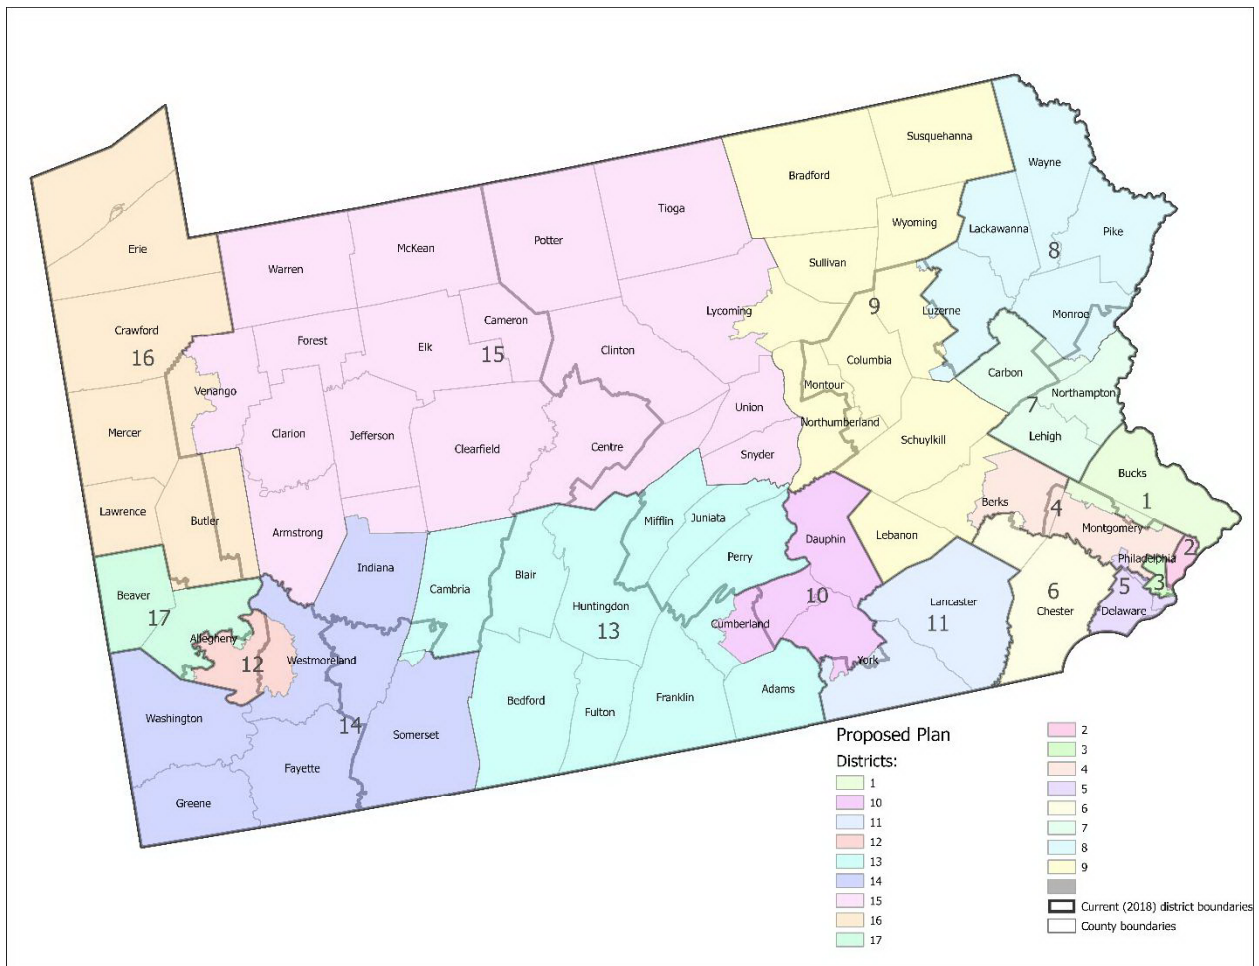 Susquehanna
Wayne
Bradford
Tioga
Wyoming
Lackawanna
Pike
Potter
McKean
8
Erie
Sullivan
Warren
9
Luzerne
Lycoming
Monroe
Cameron
Crawford
16
Forest
Elk
15
Clinton
Columbia
Carbon
Venango
Montour
Northampton
7
Union
Northumberland
Mercer
Clarion
Jefferson
Clearfield
Centre
Schuylkill
Lehigh
Snyder
Bucks
1
Berks
4
Lawrence
Butler
Armstrong
Mifflin
Juniata
Montgomery
Dauphin
Lebanon
2
Perry
Philadelphia
Indiana
Blair
Cambria
3
5
Beaver
17
Huntingdon
13
10
6
Lancaster
11
Chester
Delaware
Cumberland
Allegheny
12
Westmoreland
York
Adams
Washington
Bedford
Fulton
Franklin
14
Somerset
Fayette
Greene
Proposed Plan
Districts:
1
10
11
12
13
14
15
16
17
2
3
4
5
6
7
8
9
Current (2018) district boundaries
County boundaries